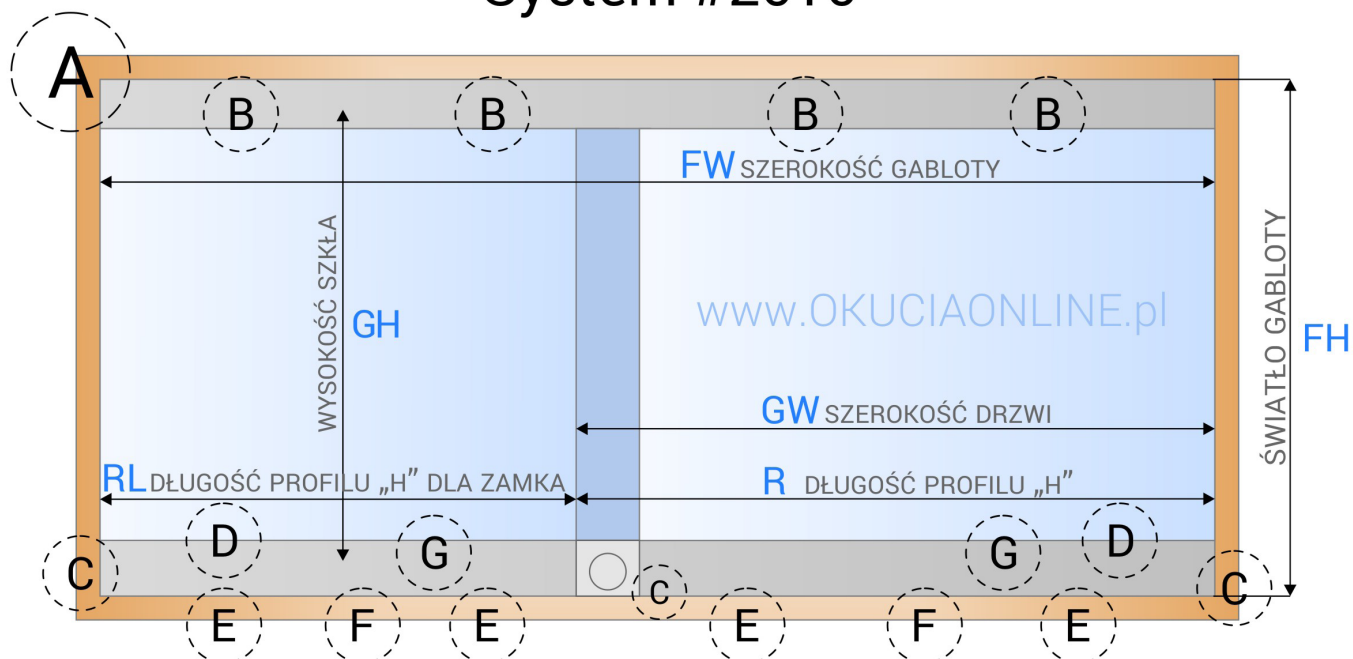 A
B
B
B
B
FW SZEROKOŚĆ GABLOTY
WYSOKOŚĆ SZKŁA
GH
www.OKUCIAONLINE.pl
ŚWIATŁO GABLOTY
FH
GW SZEROKOŚĆ DRZWI
RL DŁUGOŚĆ PROFILU „H” DLA ZAMKA
R DŁUGOŚĆ PROFILU „H”
D
G
G
D
C
C
C
E
F
E
E
F
E